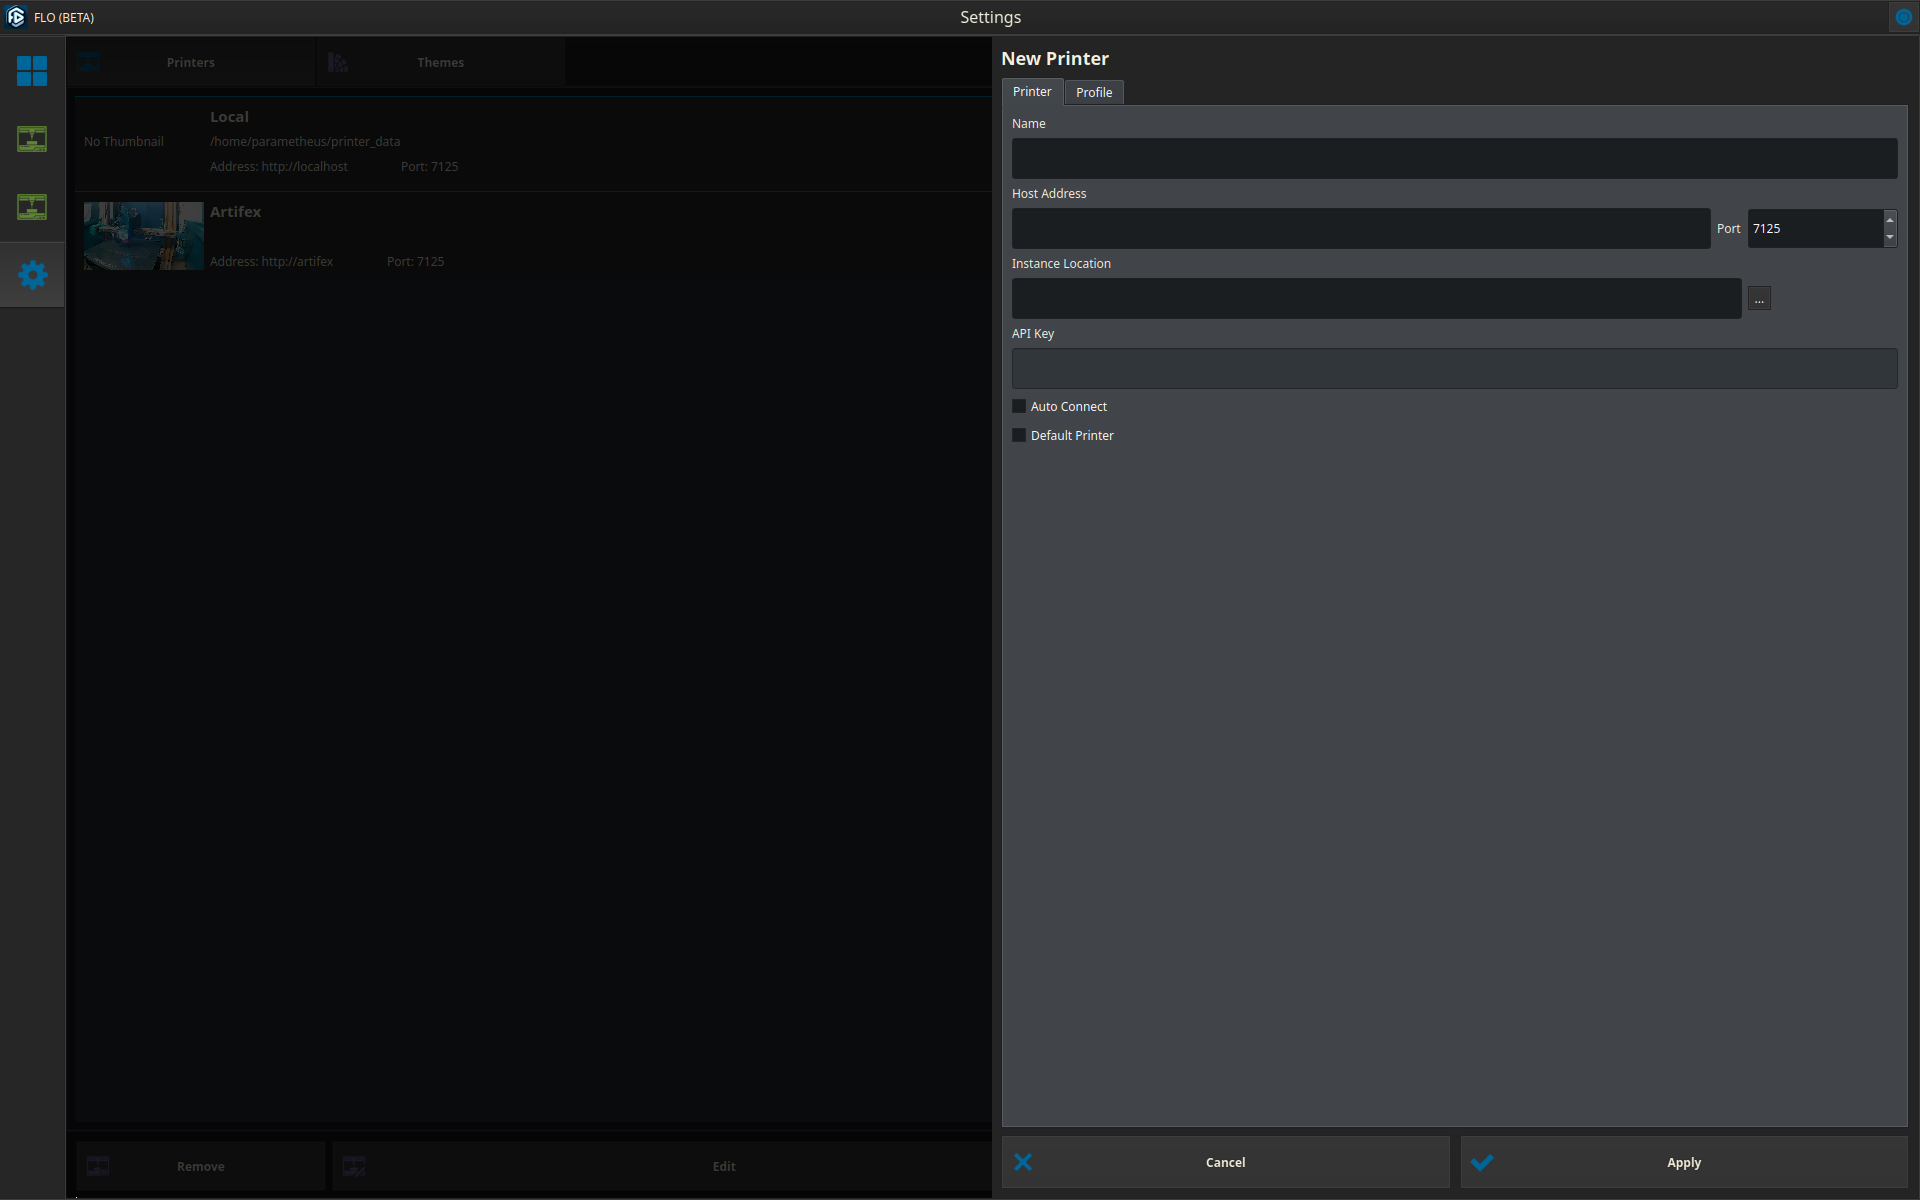 FLO (BETA)
Settings
Printers
Themes
Local
No Thumbnail
/home/parametheus/printer_data
Address: http://localhost Port: 7125
Artifex
Address: http://artifex Port: 7125
Remove
Edit
New Printer
Printer Profile
Name
Host Address
Port 7125
Instance Location
...
API Key
Auto Connect
Default Printer
Cancel
Apply